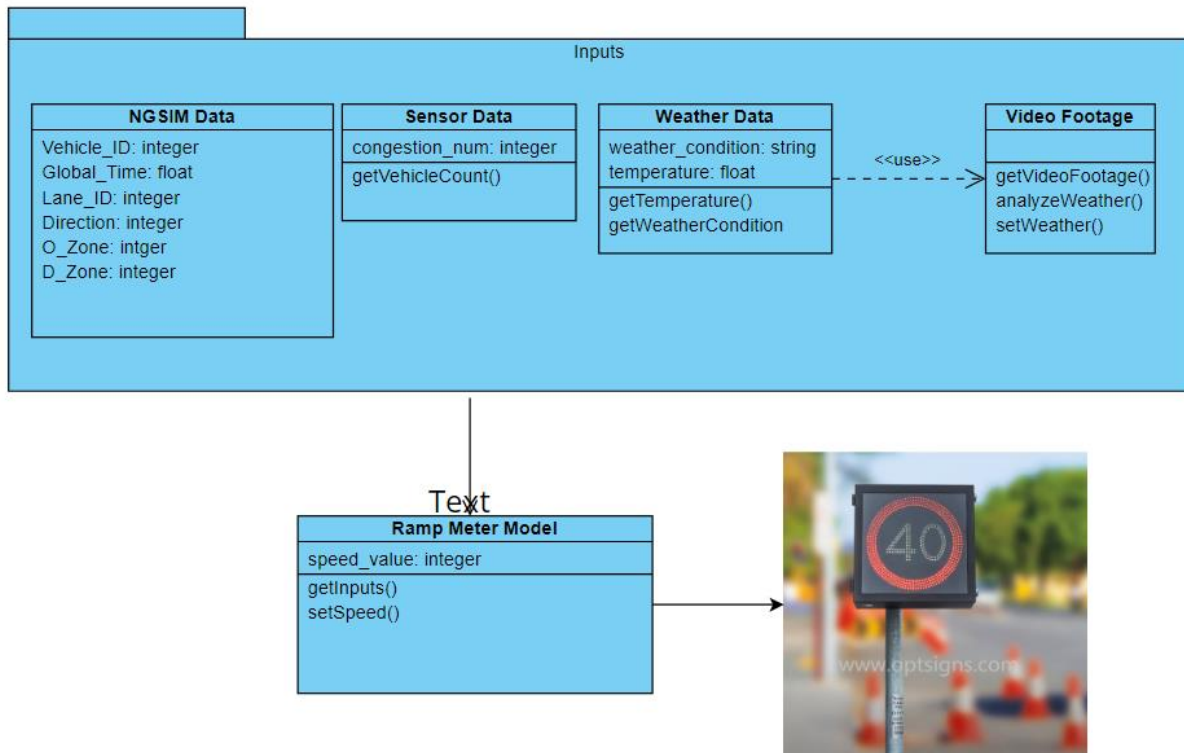 Inputs
NGSIM Data
Vehicle_ID: integer
Global_Time: float
Lane_ID: integer
Direction: integer
O_Zone: intger
D_Zone: integer
Sensor Data
congestion_num: integer
getVehicleCount()
Weather Data
weather_condition: string
temperature: float
getTemperature()
getWeatherCondition
<<use>>
Video Footage
getVideoFootage()
analyzeWeather()
setWeather()
Text
Ramp Meter Model
speed_value: integer
getInputs()
setSpeed()
40
www.optsigns.com